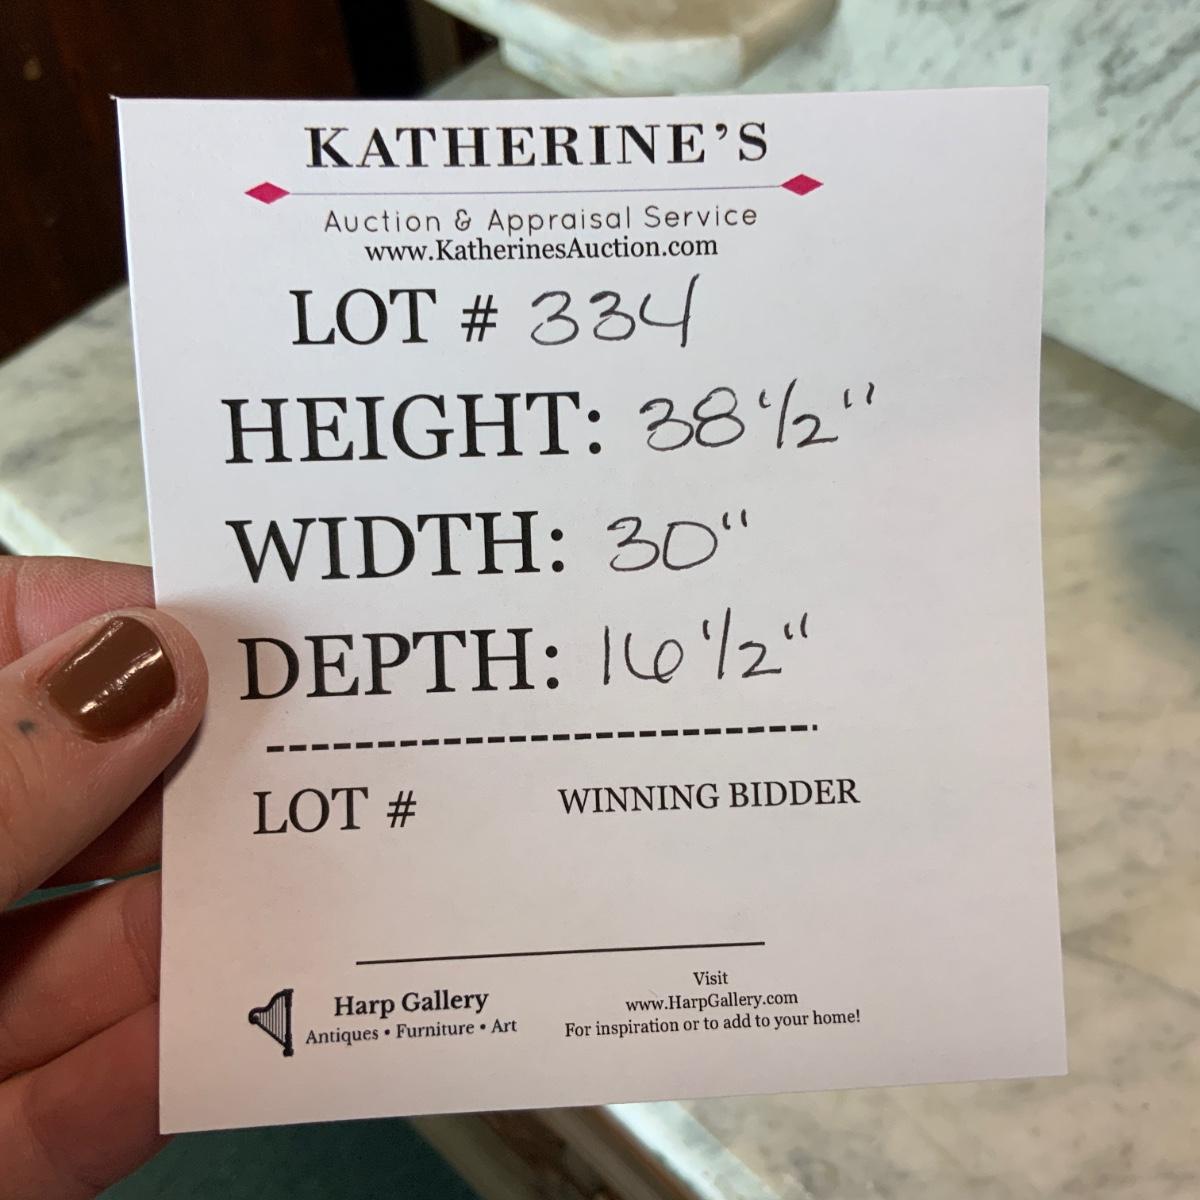 KATHERINE'S
Auction & Appraisal Service
www.KatherinesAuction.com
LOT # 334
HEIGHT: 38 1/2"
WIDTH: 30"
DEPTH: 16 1/2"
LOT # WINNING BIDDER
Harp Gallery
Antiques • Furniture • Art
Visit
www.HarpGallery.com
For inspiration or to add to your home!